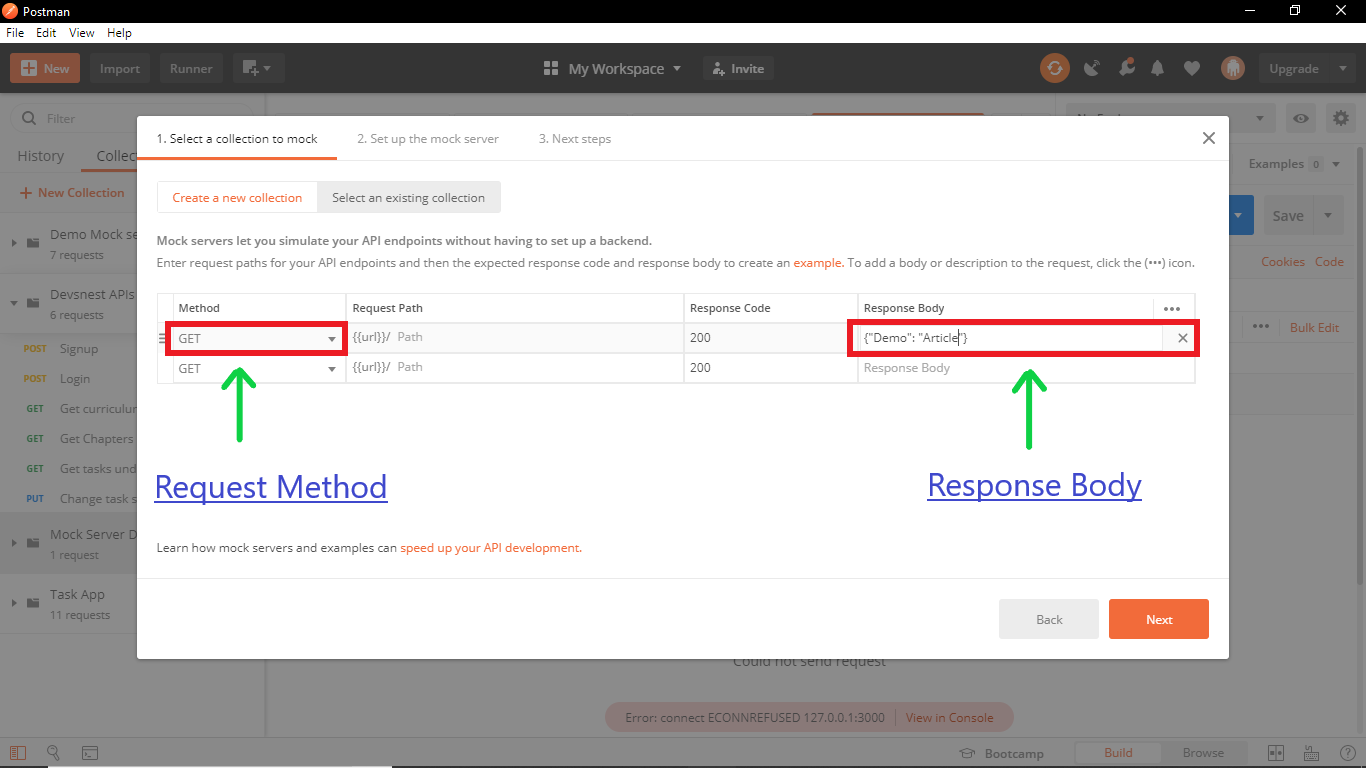 Postman
File Edit View Help
New Import Runner My Workspace Invite Upgrade
Filter
History
New Collection
Demo Mock
7 requests
Devsnest APIs
6 requests
POST Signup
POST Login
GET Get
GET Get Chapters
GET Get tasks
PUT Change task
Mock Server
1 request
Task App
11 requests
1. Select a collection to mock 2. Set up the mock server 3. Next steps
Create a new collection Select an existing collection
Mock servers let you simulate your API endpoints without having to set up a backend.
Enter request paths for your API endpoints and then the expected response code and response body to create an example. To add a body or description to the request, click the (•••) icon.
Method Request Path Response Code Response Body •••
GET {{url}}/ Path 200 {"Demo": "Article"}
GET {{url}}/ Path 200 Response Body
Request Method Response Body
Learn how mock servers and examples can speed up your API development.
Back Next
Examples 0
Save
Cookies Code
••• Bulk Edit
Could not send request
Error: connect ECONNREFUSED 127.0.0.1:3000 View in Console
Bootcamp Build Browse